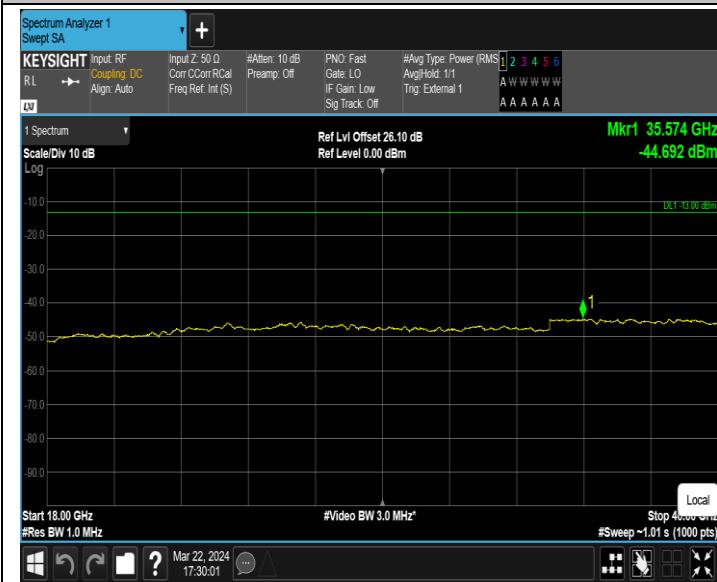 Spectrum Analyzer 1
Swept SA
+
KEYSIGHT
RL
LXI
Input: RF
Coupling: DC
Align: Auto
Input Z: 50 Ω
Corr CCorr RCal
Freq Ref: Int (S)
#Atten: 10 dB
Preamp: Off
PNO: Fast
Gate: LO
IF Gain: Low
Sig Track: Off
#Avg Type: Power (RMS
Avg|Hold: 1/1
Trig: External 1
1 2 3 4 5 6
A W W W W W
A A A A A A
1 Spectrum
Scale/Div 10 dB
Log
Ref Lvl Offset 26.10 dB
Ref Level 0.00 dBm
Mkr1 35.574 GHz
-44.692 dBm
DL1 -13.00 dBm
-10.0
-20.0
-30.0
-40.0
-50.0
-60.0
-70.0
-80.0
-90.0
1
Local
Start 18.00 GHz
#Res BW 1.0 MHz
#Video BW 3.0 MHz*
Stop 40.00 GHz
#Sweep ~1.01 s (1000 pts)
?
Mar 22, 2024
17:30:01